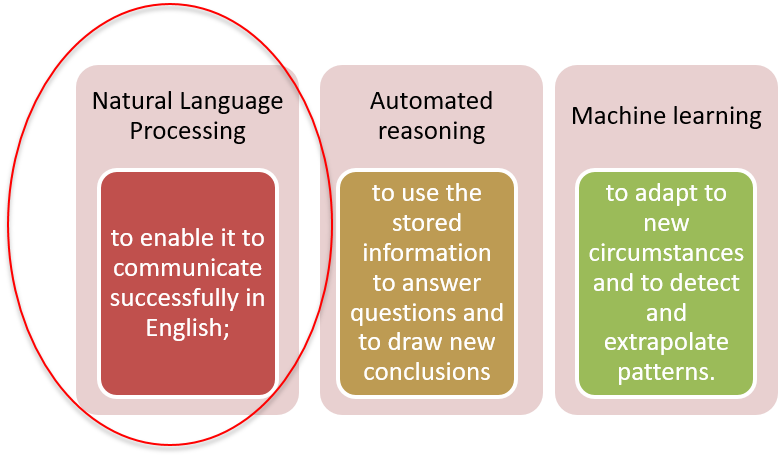 Natural Language
Processing
to enable it to
communicate
successfully in
English;
Automated
reasoning
to use the
stored
information
to answer
questions and
to draw new
conclusions
Machine learning
to adapt to
new
circumstances
and to detect
and
extrapolate
patterns.